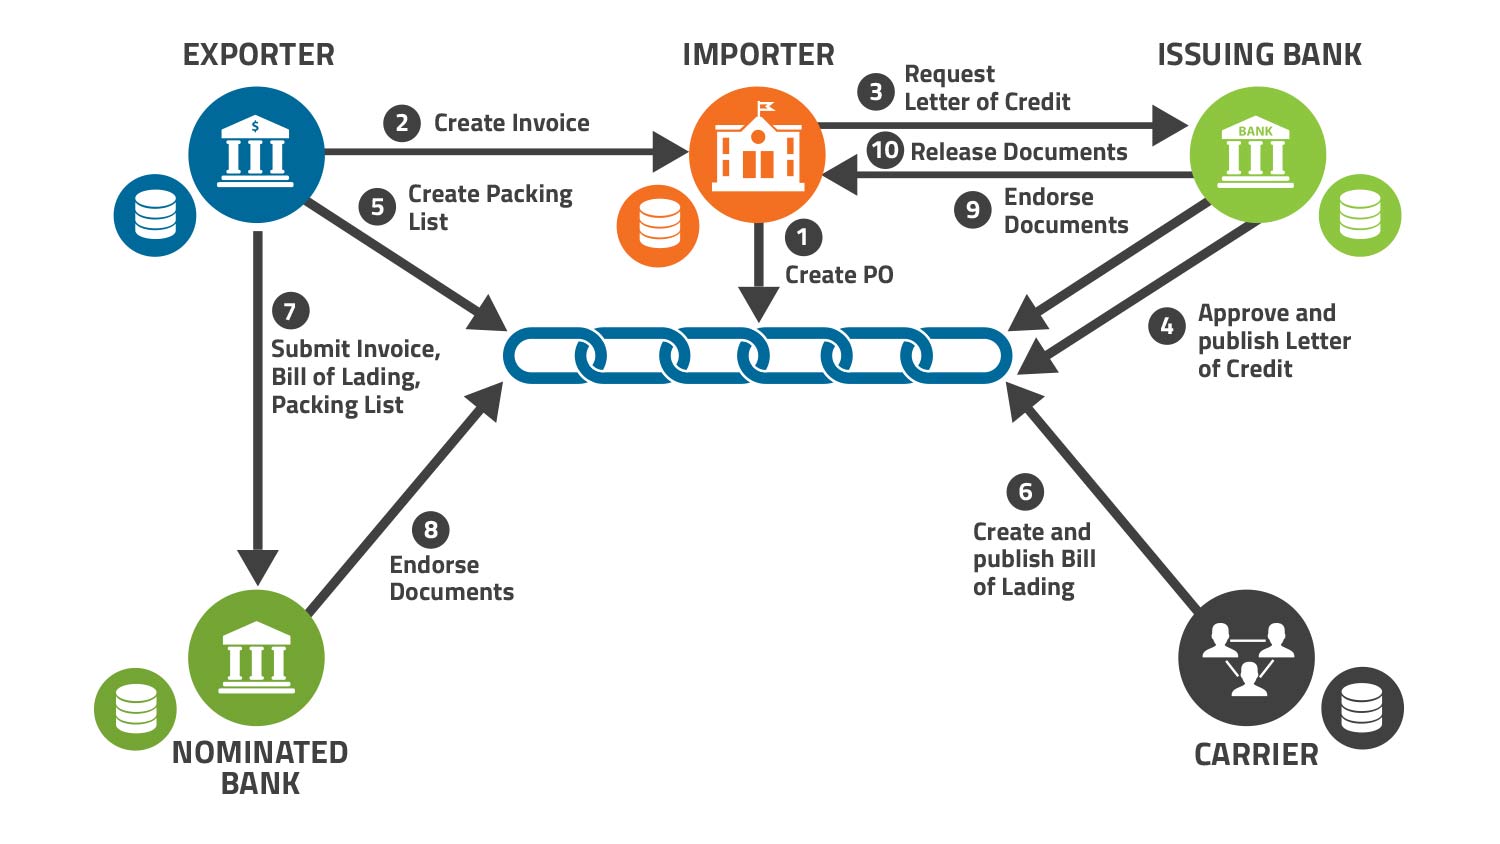 EXPORTER
IMPORTER
ISSUING BANK
$
BANK
2 Create Invoice
3 Request
Letter of Credit
10 Release Documents
5 Create Packing
List
9 Endorse
Documents
1
Create PO
7
Submit Invoice,
Bill of Lading,
Packing List
4 Approve and
publish Letter
of Credit
8
Endorse
Documents
6
Create and
publish Bill
of Lading
NOMINATED
BANK
CARRIER